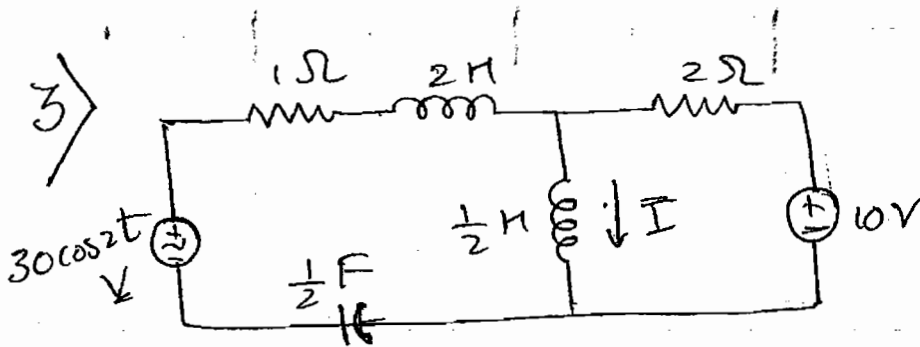 3>
1Ω 2H 2Ω
30cos2t V
+
-
1/2 H
↓ I
+
-
10V
1/2 F